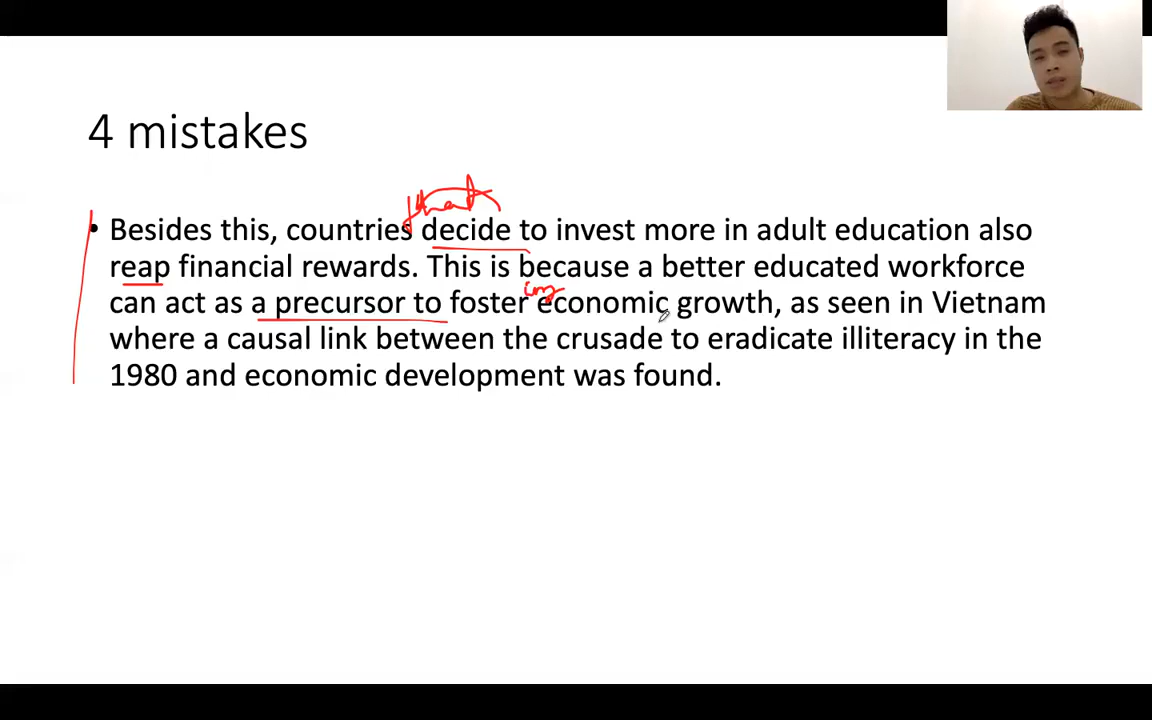 4 mistakes
that
• Besides this, countries decide to invest more in adult education also
reap financial rewards. This is because a better educated workforce
ing
can act as a precursor to foster economic growth, as seen in Vietnam
where a causal link between the crusade to eradicate illiteracy in the
1980 and economic development was found.